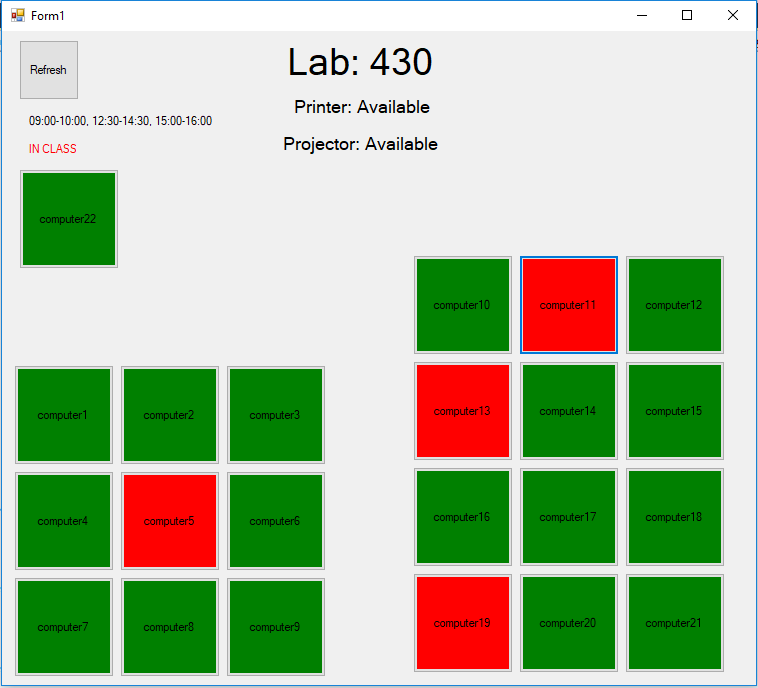 Form1
Refresh
Lab: 430
Printer: Available
09:00-10:00, 12:30-14:30, 15:00-16:00
Projector: Available
IN CLASS
computer22
computer10 computer11 computer12
computer1 computer2 computer3
computer13 computer14 computer15
computer4 computer5 computer6
computer16 computer17 computer18
computer7 computer8 computer9
computer19 computer20 computer21